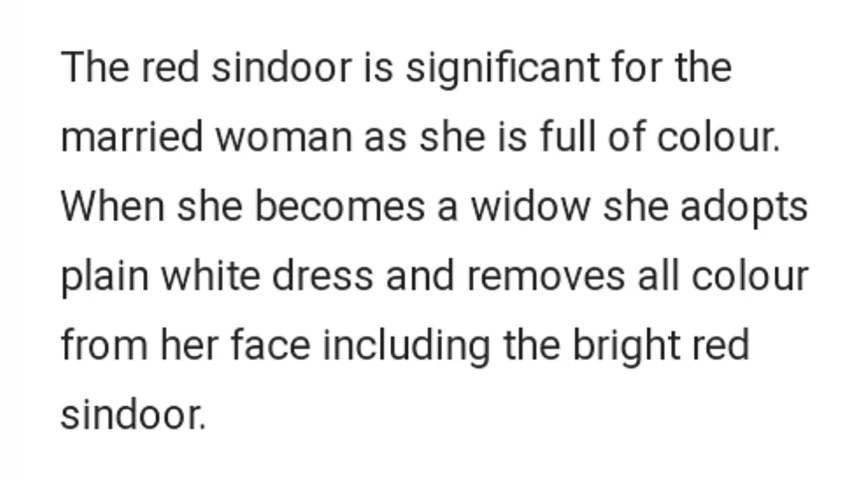 The red sindoor is significant for the
married woman as she is full of colour.
When she becomes a widow she adopts
plain white dress and removes all colour
from her face including the bright red
sindoor.